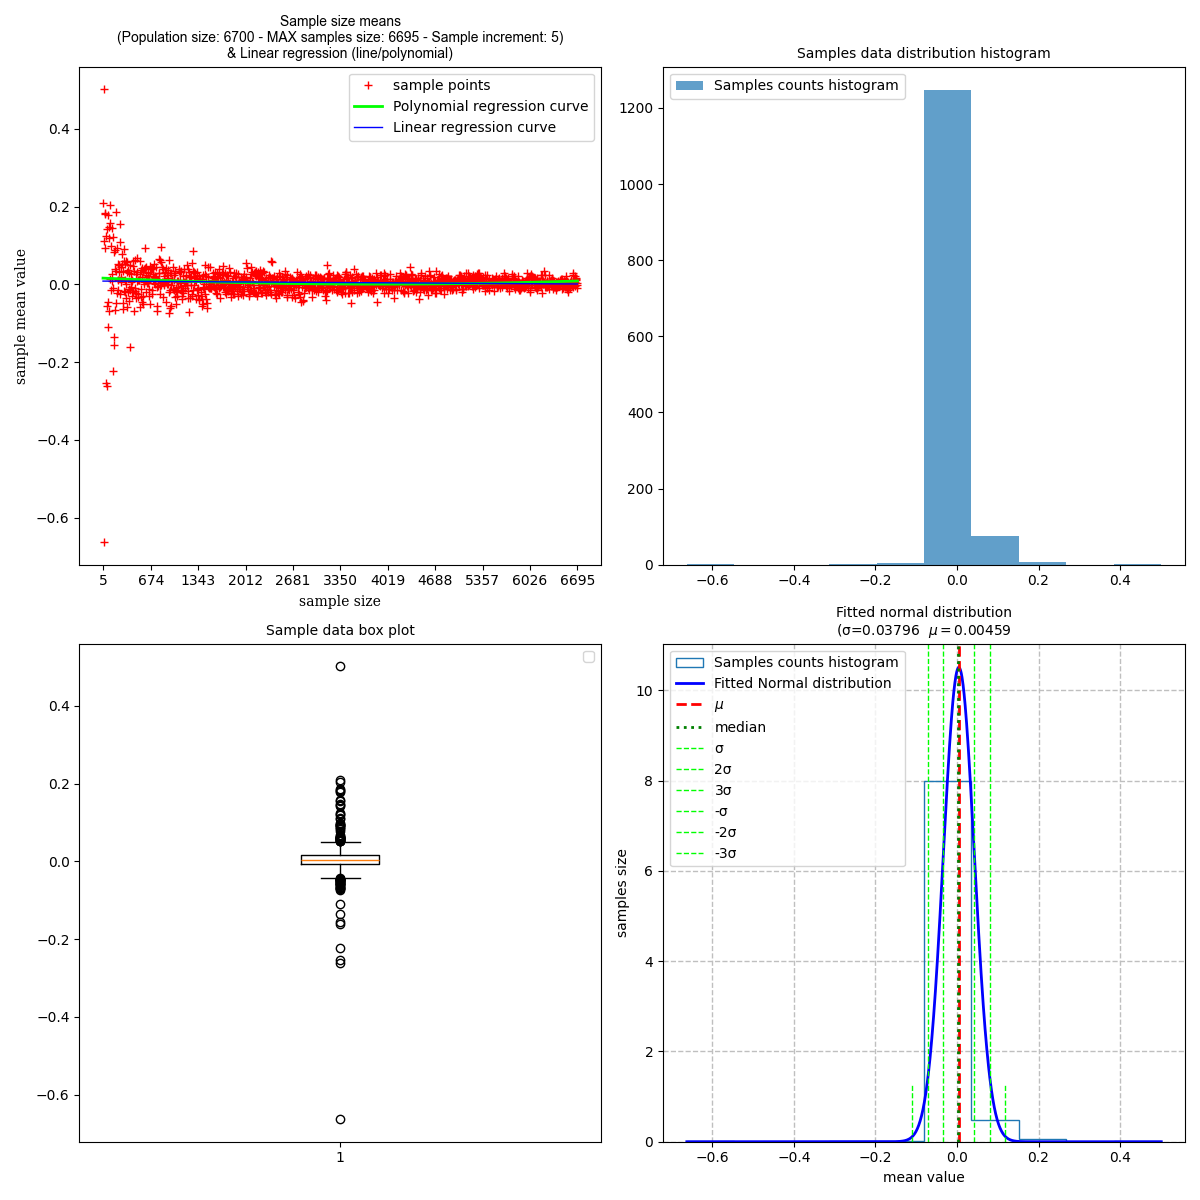 Sample size means
(Population size: 6700 - MAX samples size: 6695 - Sample increment: 5)
& Linear regression (line/polynomial)
sample points
Polynomial regression curve
Linear regression curve
0.4
0.2
0.0
−0.2
−0.4
−0.6
sample mean value
5 674 1343 2012 2681 3350 4019 4688 5357 6026 6695
sample size
Samples data distribution histogram
Samples counts histogram
1200
1000
800
600
400
200
0
−0.6 −0.4 −0.2 0.0 0.2 0.4
Sample data box plot
0.4
0.2
0.0
−0.2
−0.4
−0.6
1
Fitted normal distribution
(σ=0.03796 μ = 0.00459
Samples counts histogram
Fitted Normal distribution
μ
median
σ
2σ
3σ
-σ
-2σ
-3σ
10
8
6
4
2
0
samples size
−0.6 −0.4 −0.2 0.0 0.2 0.4
mean value